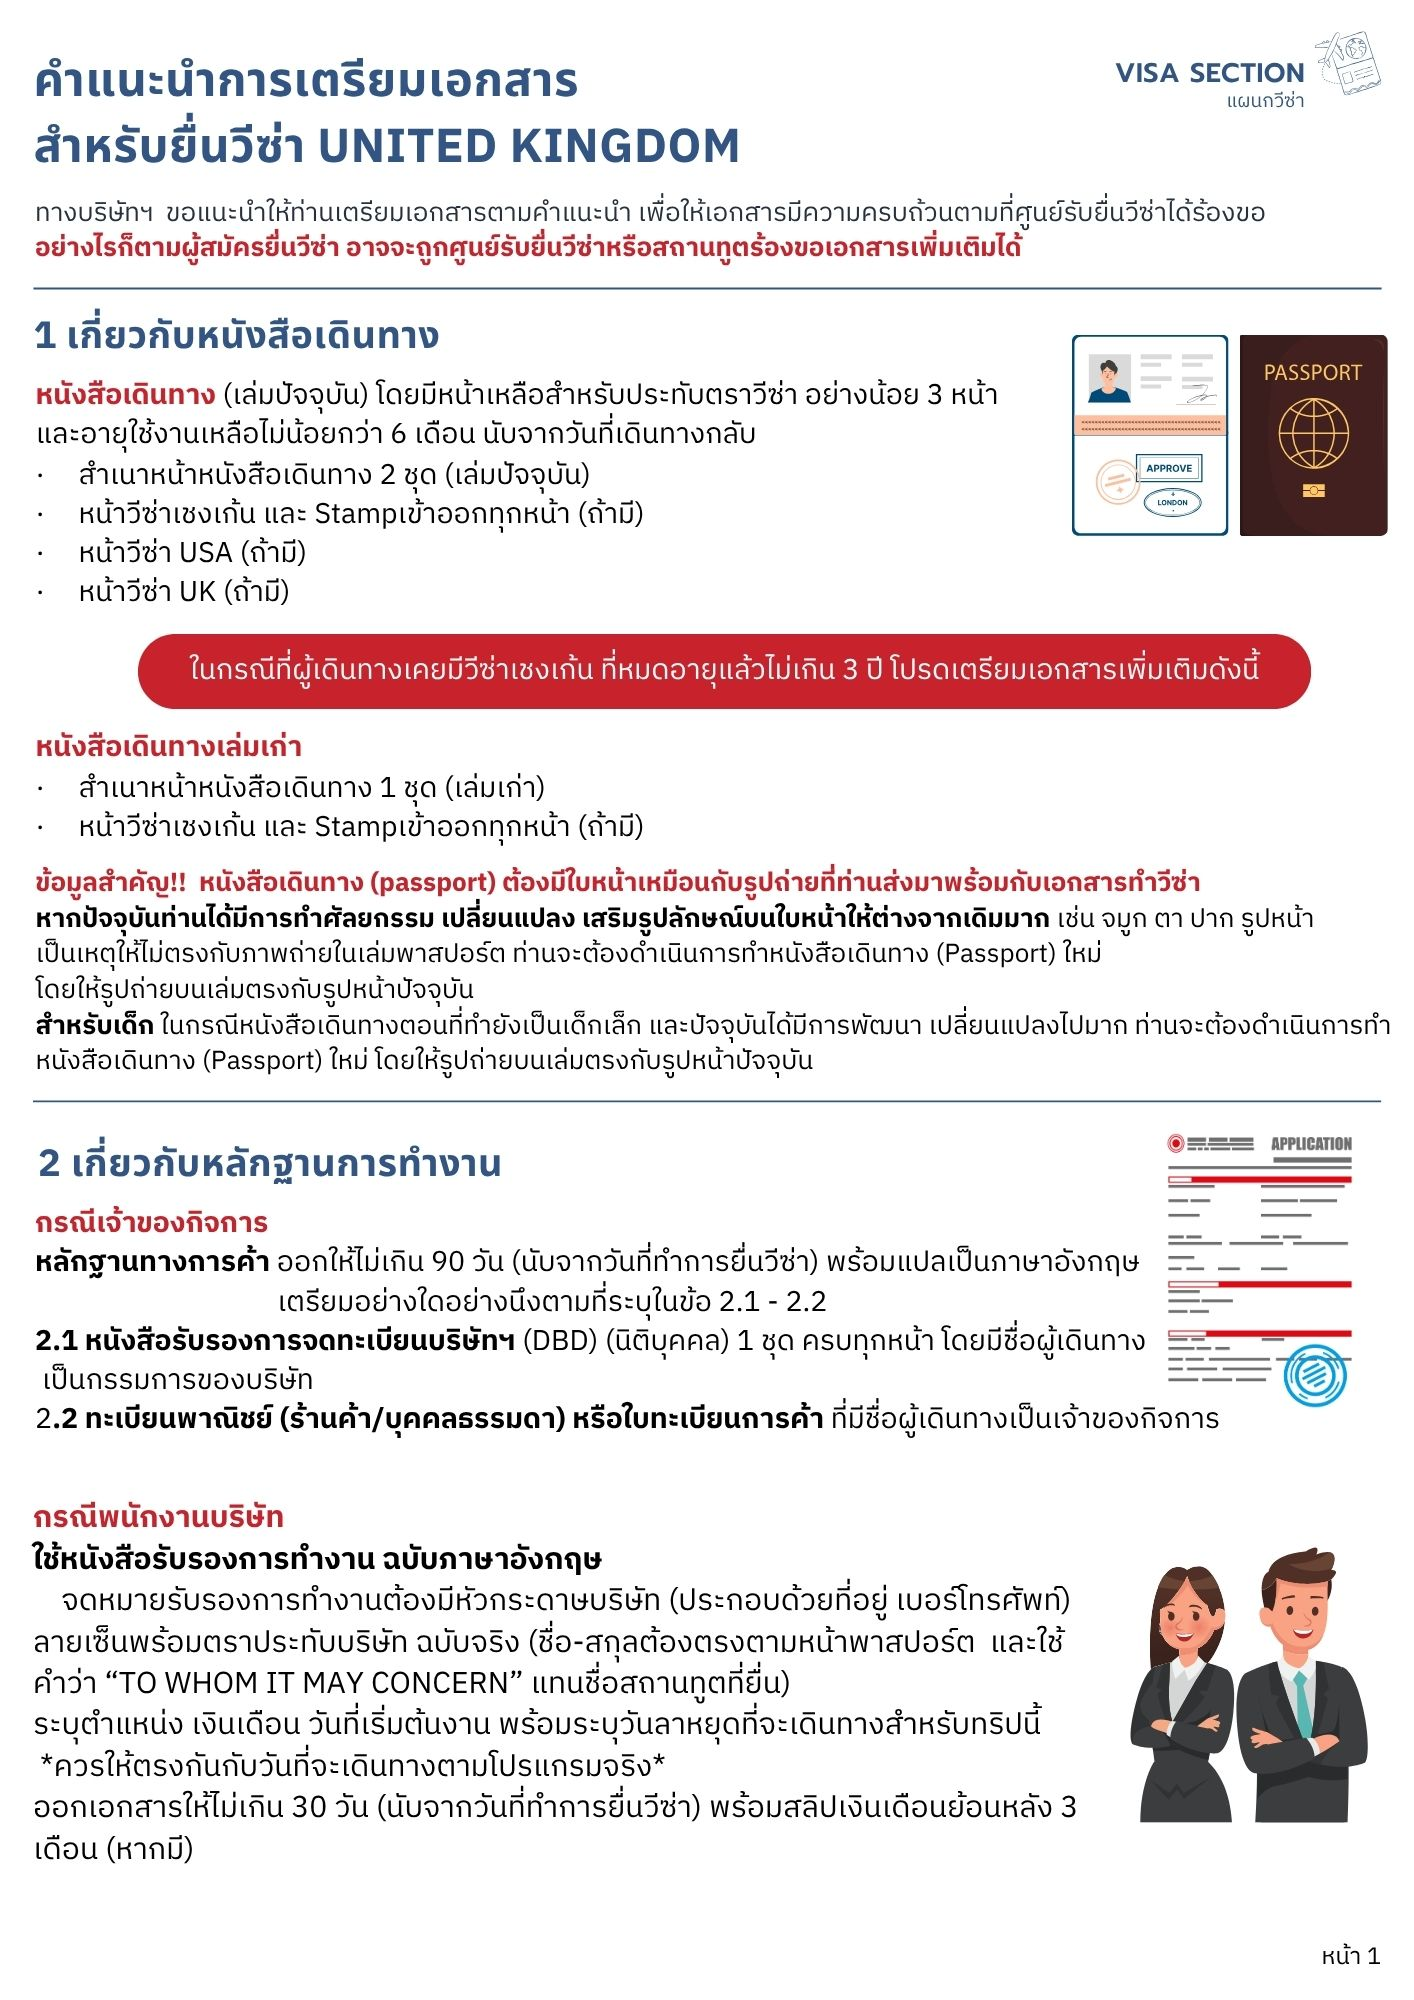 คำแนะนำการเตรียมเอกสาร
สำหรับยื่นวีซ่า UNITED KINGDOM
VISA SECTION
แผนกวีซ่า
ทางบริษัทฯ ขอแนะนำให้ท่านเตรียมเอกสารตามคำแนะนำ เพื่อให้เอกสารมีความครบถ้วนตามที่ศูนย์รับยื่นวีซ่าได้ร้องขอ
อย่างไรก็ตามผู้สมัครยื่นวีซ่า อาจจะถูกศูนย์รับยื่นวีซ่าหรือสถานทูตร้องขอเอกสารเพิ่มเติมได้
1 เกี่ยวกับหนังสือเดินทาง
หนังสือเดินทาง (เล่มปัจจุบัน) โดยมีหน้าเหลือสำหรับประทับตราวีซ่า อย่างน้อย 3 หน้า
และอายุใช้งานเหลือไม่น้อยกว่า 6 เดือน นับจากวันที่เดินทางกลับ
· สำเนาหน้าหนังสือเดินทาง 2 ชุด (เล่มปัจจุบัน)
· หน้าวีซ่าเชงเก้น และ Stampเข้าออกทุกหน้า (ถ้ามี)
· หน้าวีซ่า USA (ถ้ามี)
· หน้าวีซ่า UK (ถ้ามี)
APPROVE
LONDON
PASSPORT
ในกรณีที่ผู้เดินทางเคยมีวีซ่าเชงเก้น ที่หมดอายุแล้วไม่เกิน 3 ปี โปรดเตรียมเอกสารเพิ่มเติมดังนี้
หนังสือเดินทางเล่มเก่า
· สำเนาหน้าหนังสือเดินทาง 1 ชุด (เล่มเก่า)
· หน้าวีซ่าเชงเก้น และ Stampเข้าออกทุกหน้า (ถ้ามี)
ข้อมูลสำคัญ!! หนังสือเดินทาง (passport) ต้องมีใบหน้าเหมือนกับรูปถ่ายที่ท่านส่งมาพร้อมกับเอกสารทำวีซ่า
หากปัจจุบันท่านได้มีการทำศัลยกรรม เปลี่ยนแปลง เสริมรูปลักษณ์บนใบหน้าให้ต่างจากเดิมมาก เช่น จมูก ตา ปาก รูปหน้า
เป็นเหตุให้ไม่ตรงกับภาพถ่ายในเล่มพาสปอร์ต ท่านจะต้องดำเนินการทำหนังสือเดินทาง (Passport) ใหม่
โดยให้รูปถ่ายบนเล่มตรงกับรูปหน้าปัจจุบัน
สำหรับเด็ก ในกรณีหนังสือเดินทางตอนที่ทำยังเป็นเด็กเล็ก และปัจจุบันได้มีการพัฒนา เปลี่ยนแปลงไปมาก ท่านจะต้องดำเนินการทำ
หนังสือเดินทาง (Passport) ใหม่ โดยให้รูปถ่ายบนเล่มตรงกับรูปหน้าปัจจุบัน
2 เกี่ยวกับหลักฐานการทำงาน
APPLICATION
กรณีเจ้าของกิจการ
หลักฐานทางการค้า ออกให้ไม่เกิน 90 วัน (นับจากวันที่ทำการยื่นวีซ่า) พร้อมแปลเป็นภาษาอังกฤษ
เตรียมอย่างใดอย่างนึงตามที่ระบุในข้อ 2.1 - 2.2
2.1 หนังสือรับรองการจดทะเบียนบริษัทฯ (DBD) (นิติบุคคล) 1 ชุด ครบทุกหน้า โดยมีชื่อผู้เดินทาง
เป็นกรรมการของบริษัท
2.2 ทะเบียนพาณิชย์ (ร้านค้า/บุคคลธรรมดา) หรือใบทะเบียนการค้า ที่มีชื่อผู้เดินทางเป็นเจ้าของกิจการ
กรณีพนักงานบริษัท
ใช้หนังสือรับรองการทำงาน ฉบับภาษาอังกฤษ
จดหมายรับรองการทำงานต้องมีหัวกระดาษบริษัท (ประกอบด้วยที่อยู่ เบอร์โทรศัพท์)
ลายเซ็นพร้อมตราประทับบริษัท ฉบับจริง (ชื่อ-สกุลต้องตรงตามหน้าพาสปอร์ต และใช้
คำว่า “TO WHOM IT MAY CONCERN” แทนชื่อสถานทูตที่ยื่น)
ระบุตำแหน่ง เงินเดือน วันที่เริ่มต้นงาน พร้อมระบุวันลาหยุดที่จะเดินทางสำหรับทริปนี้
*ควรให้ตรงกันกับวันที่จะเดินทางตามโปรแกรมจริง*
ออกเอกสารให้ไม่เกิน 30 วัน (นับจากวันที่ทำการยื่นวีซ่า) พร้อมสลิปเงินเดือนย้อนหลัง 3
เดือน (หากมี)
หน้า 1